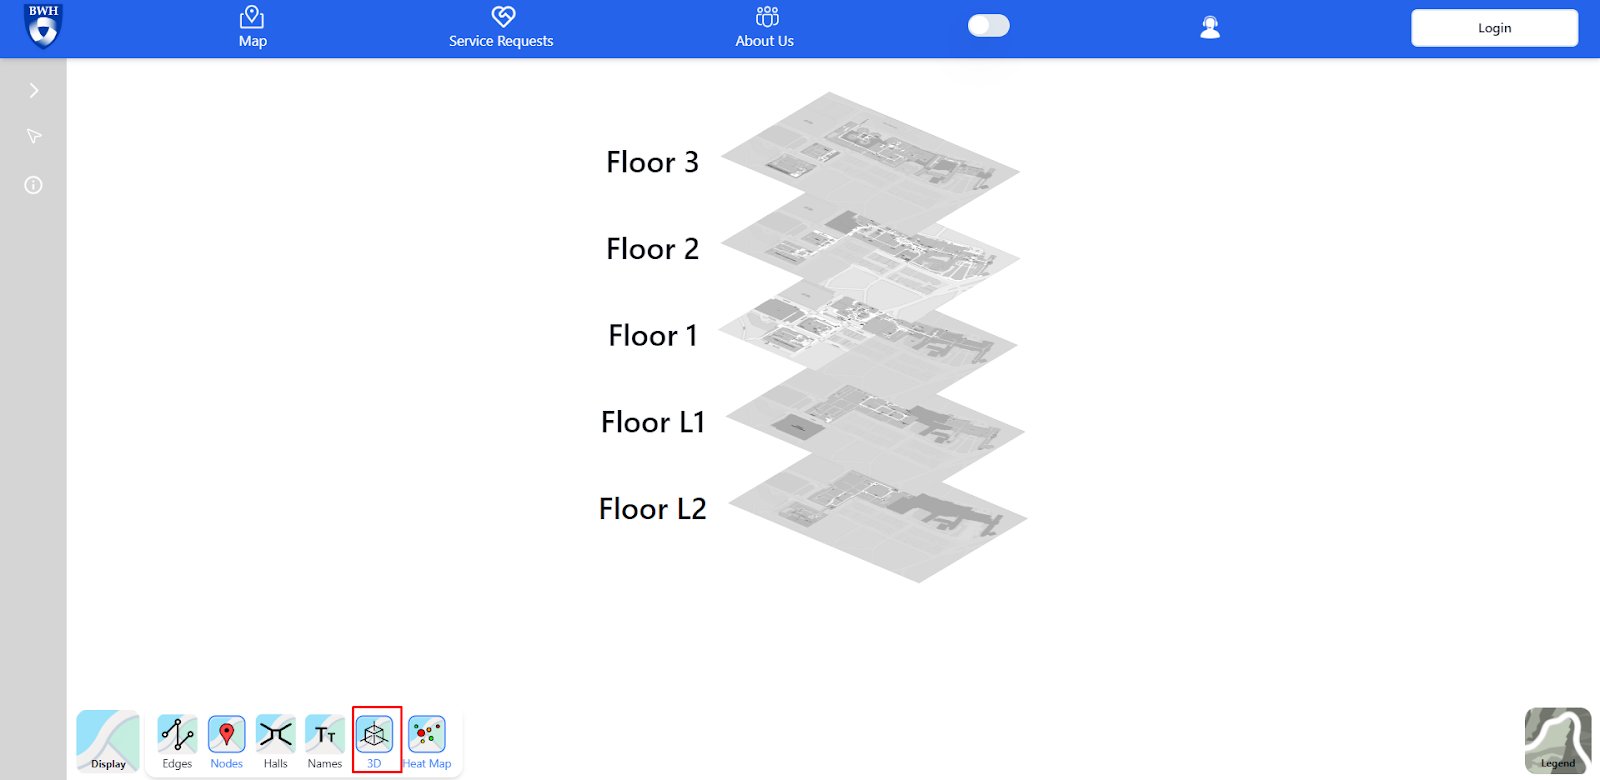 BWH
Map
Service Requests
About Us
Login
Floor 3
Floor 2
Floor 1
Floor L1
Floor L2
Display
Edges
Nodes
Halls
TT
Names
3D
Heat Map
Legend